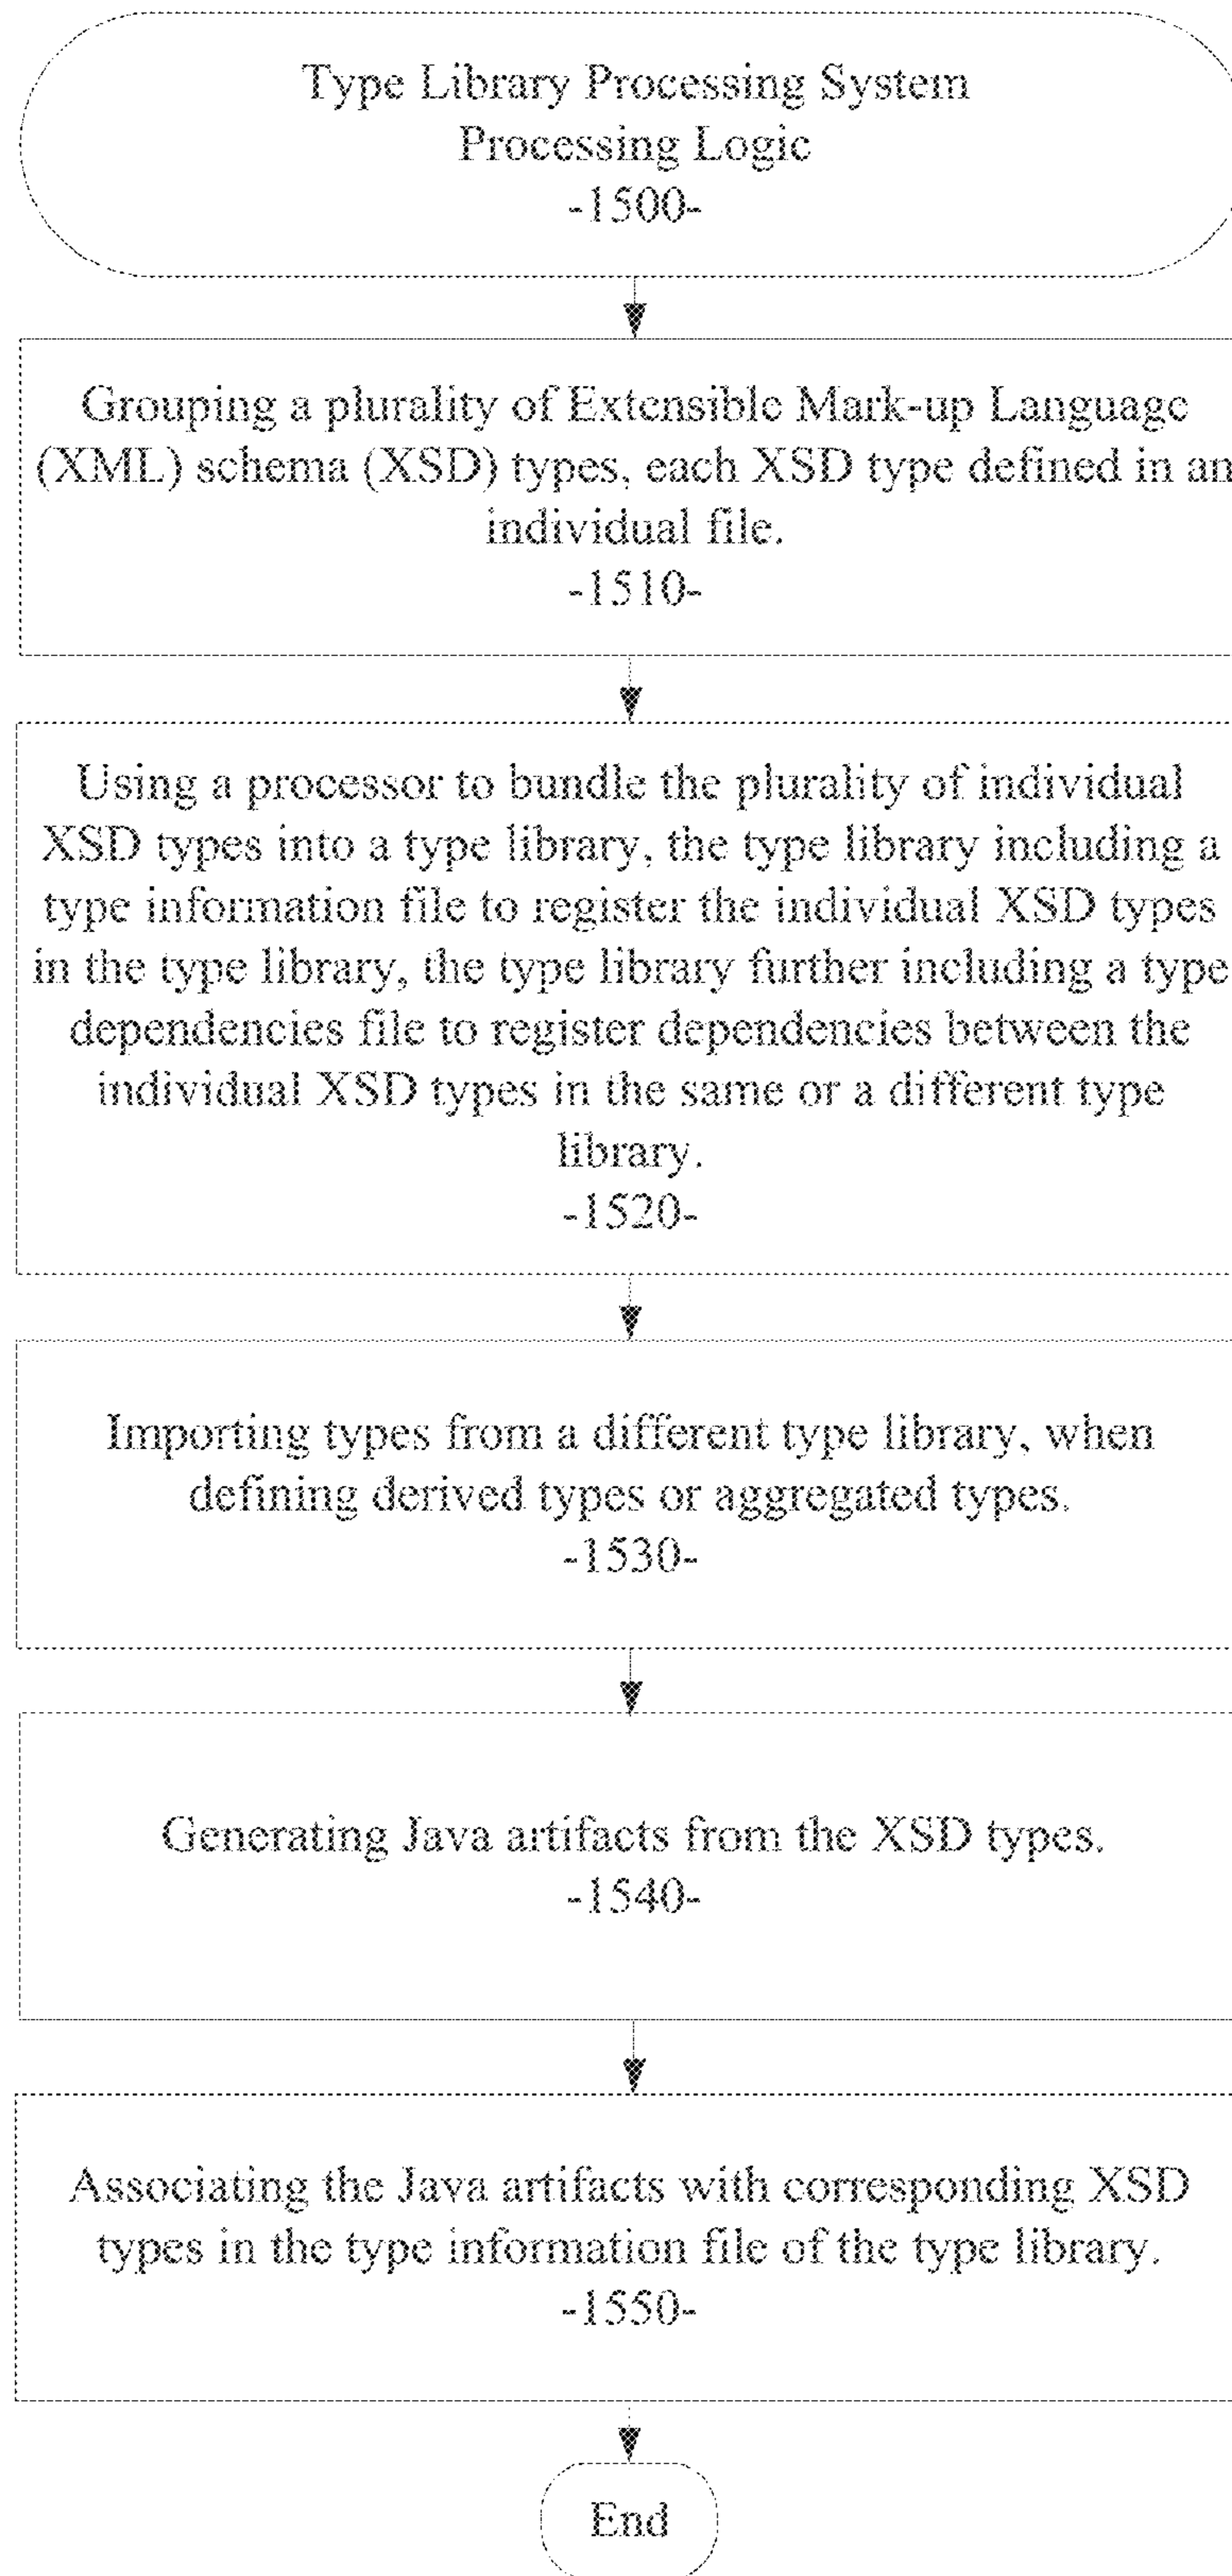 Type Library Processing System
Processing Logic
-1500-
Grouping a plurality of Extensible Mark-up Language
(XML) schema (XSD) types, each XSD type defined in an
individual file.
-1510-
Using a processor to bundle the plurality of individual
XSD types into a type library, the type library including a
type information file to register the individual XSD types
in the type library, the type library further including a type
dependencies file to register dependencies between the
individual XSD types in the same or a different type
library.
-1520-
Importing types from a different type library, when
defining derived types or aggregated types.
-1530-
Generating Java artifacts from the XSD types.
-1540-
Associating the Java artifacts with corresponding XSD
types in the type information file of the type library.
-1550-
End